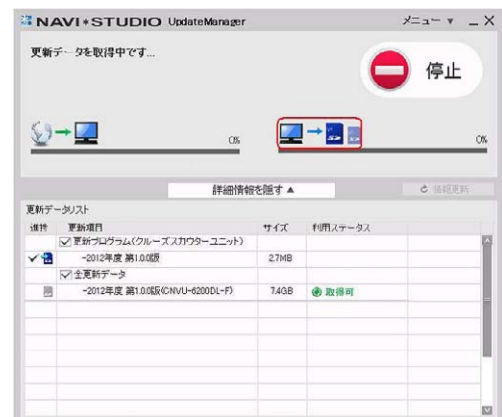 NAVI*STUDIO UpdateManager メニュー ▼ _ ×
更新データを取得中です...
停止
0% 0%
詳細情報を隠す ▲ 情報更新
更新データリスト
進捗 更新項目 サイズ 利用ステータス
更新プログラム(クルーズスカウターユニット)
-2012年度 第1.0.0版 2.7MB
全更新データ
-2012年度 第1.0.0版(CNVU-6200DL-F) 7.4GB 取得可